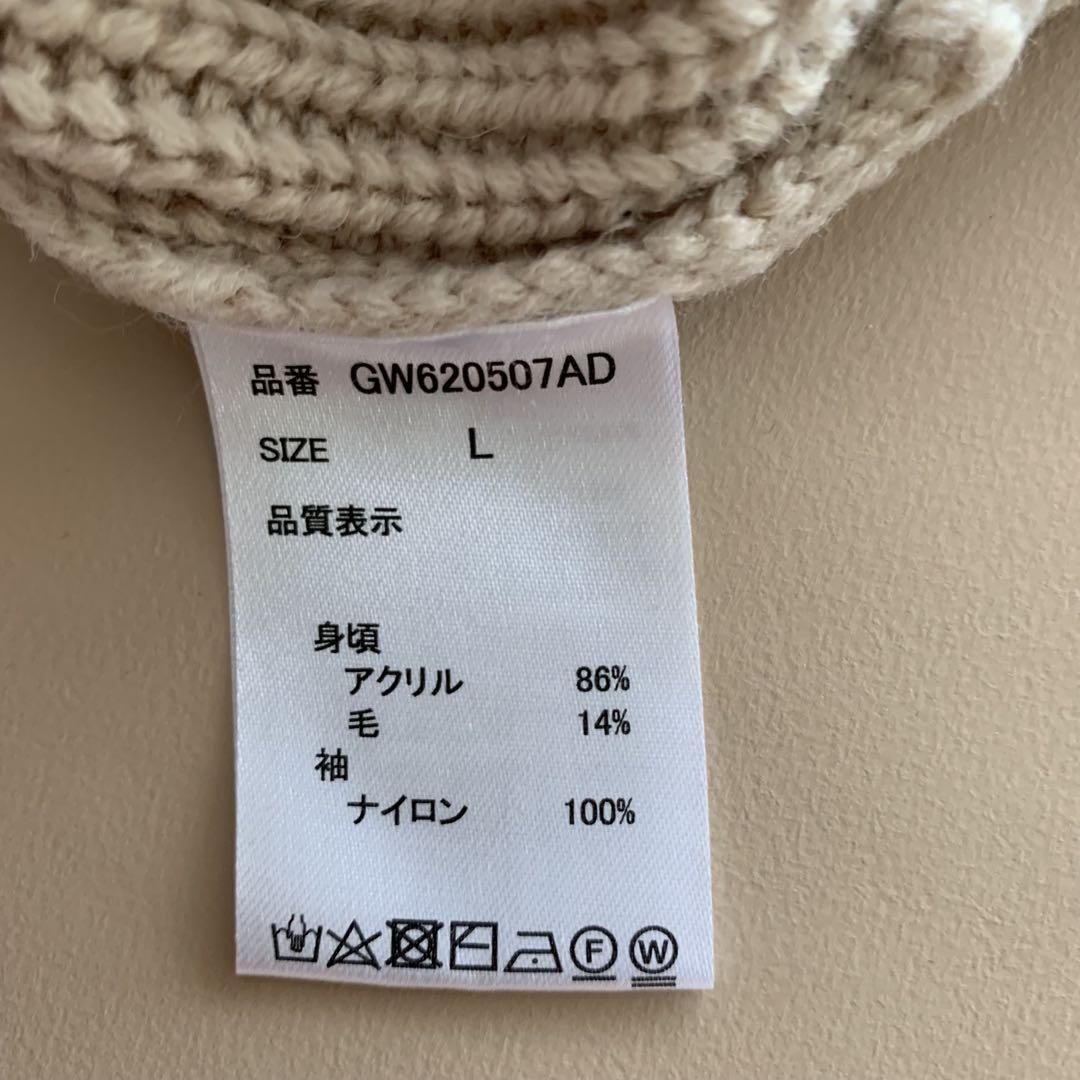 品番 GW620507AD
SIZE L
品質表示
身頃
アクリル 86%
毛 14%
袖
ナイロン 100%
F W